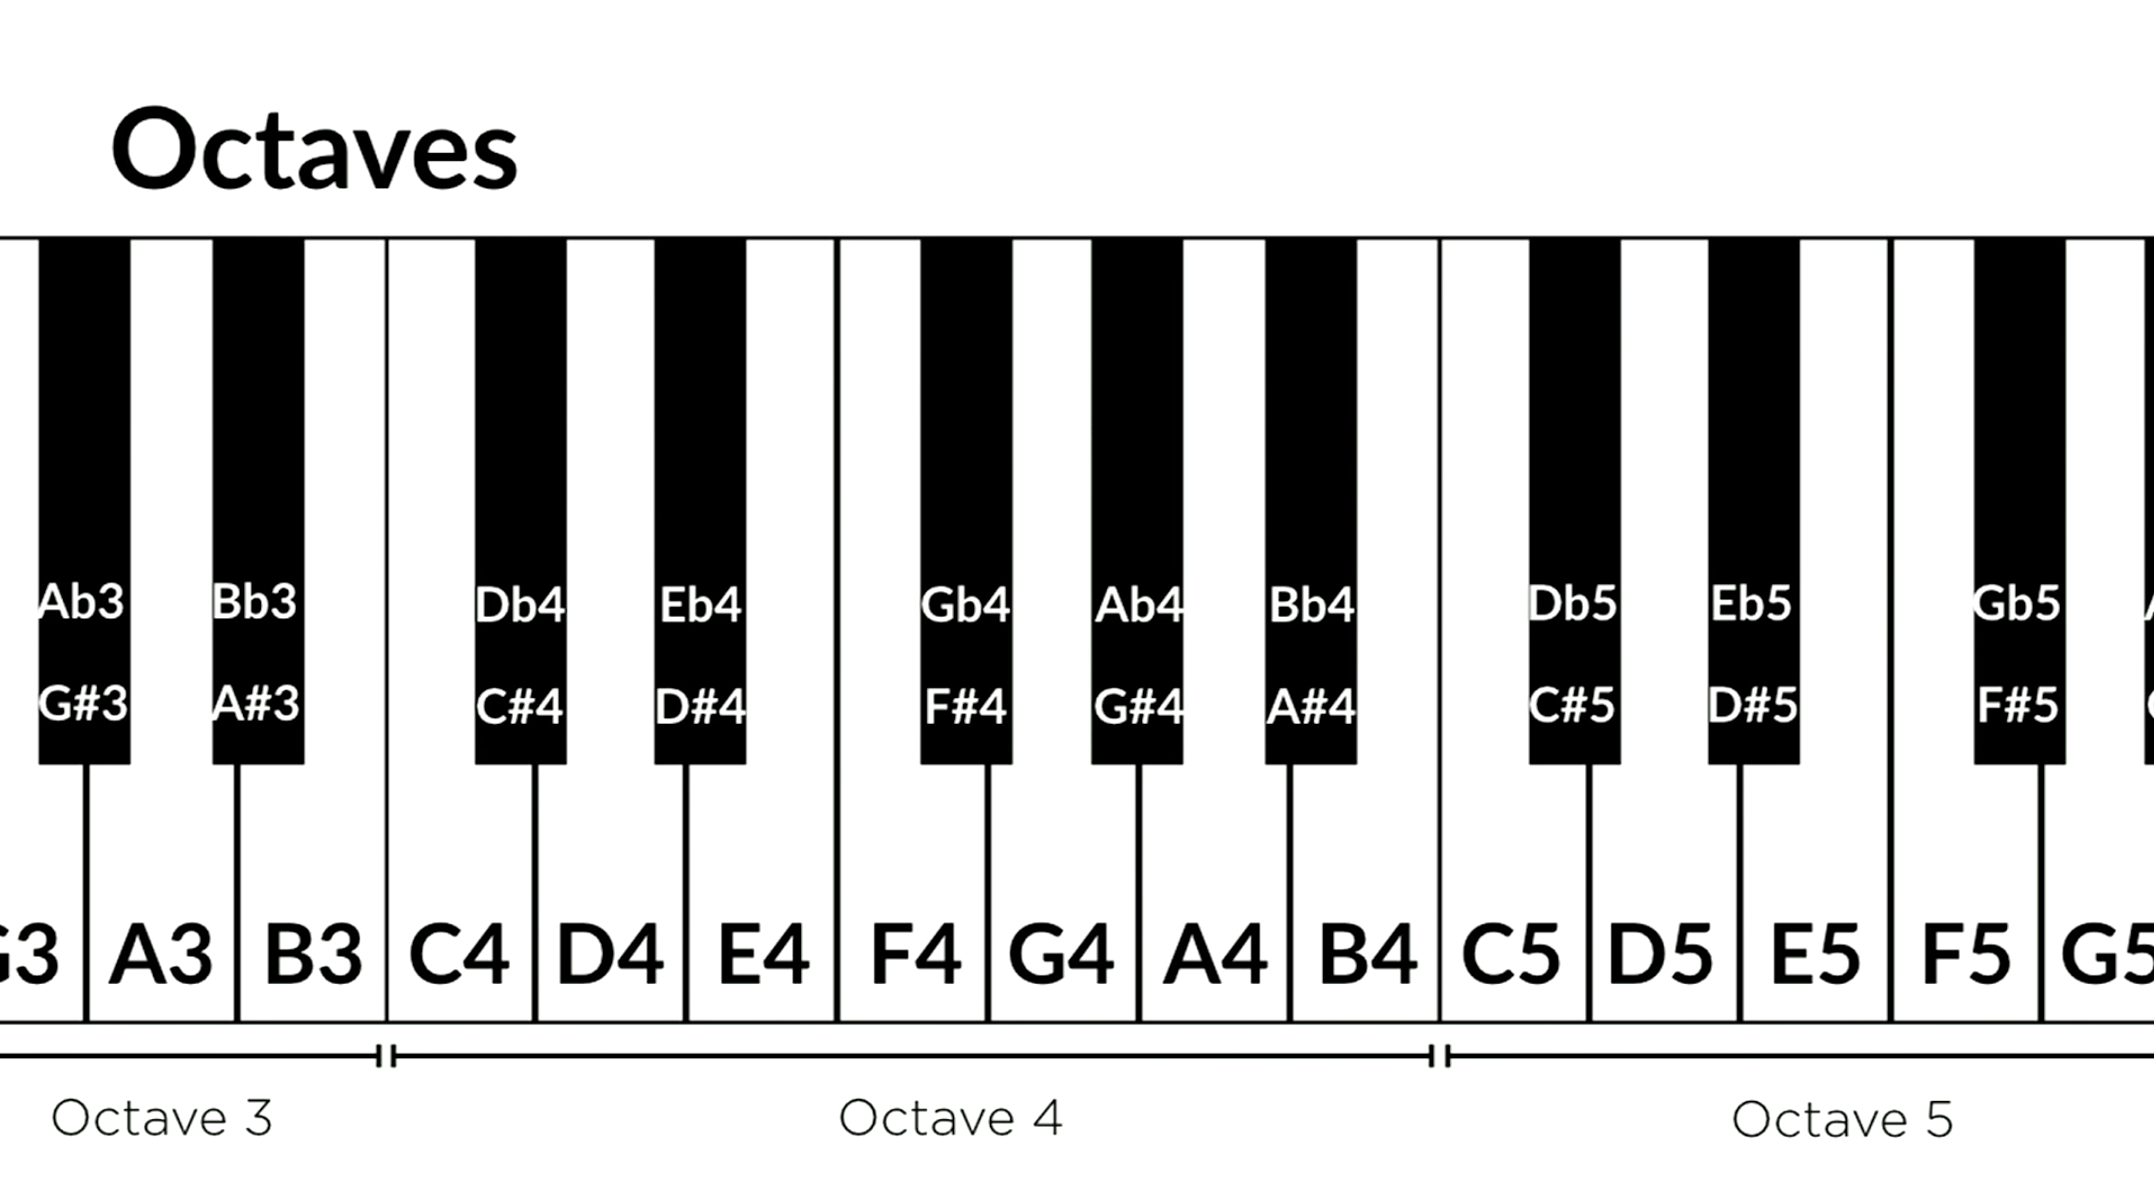 Octaves
Ab3 Bb3 Db4 Eb4 Gb4 Ab4 Bb4 Db5 Eb5 Gb5
G#3 A#3 C#4 D#4 F#4 G#4 A#4 C#5 D#5 F#5
A3 B3 C4 D4 E4 F4 G4 A4 B4 C5 D5 E5 F5 G5
Octave 3 Octave 4 Octave 5